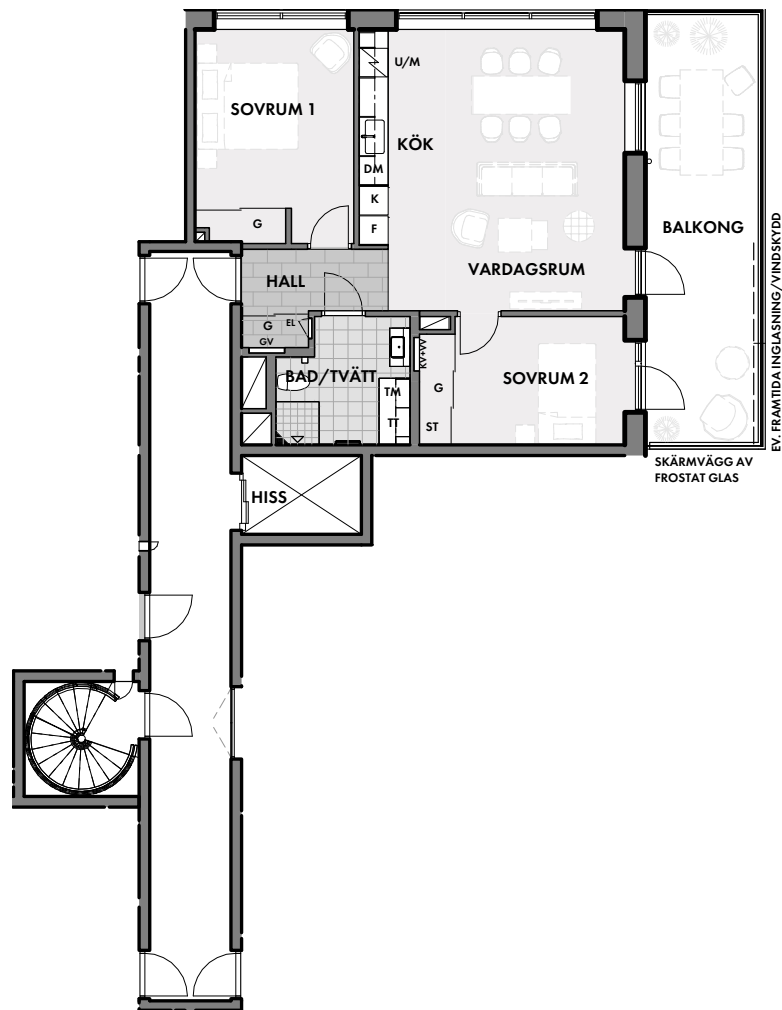 U/M
SOVRUM 1
KÖK
DM
K
G
F
BALKONG
HALL
VARDAGSRUM
EV. FRAMTIDA INGLASNING/VINDSKYDD
G
EL
GV
KV+VV
BAD/TVÄTT
SOVRUM 2
TM
G
TT
ST
SKÄRMVÄGG AV
FROSTAT GLAS
HISS